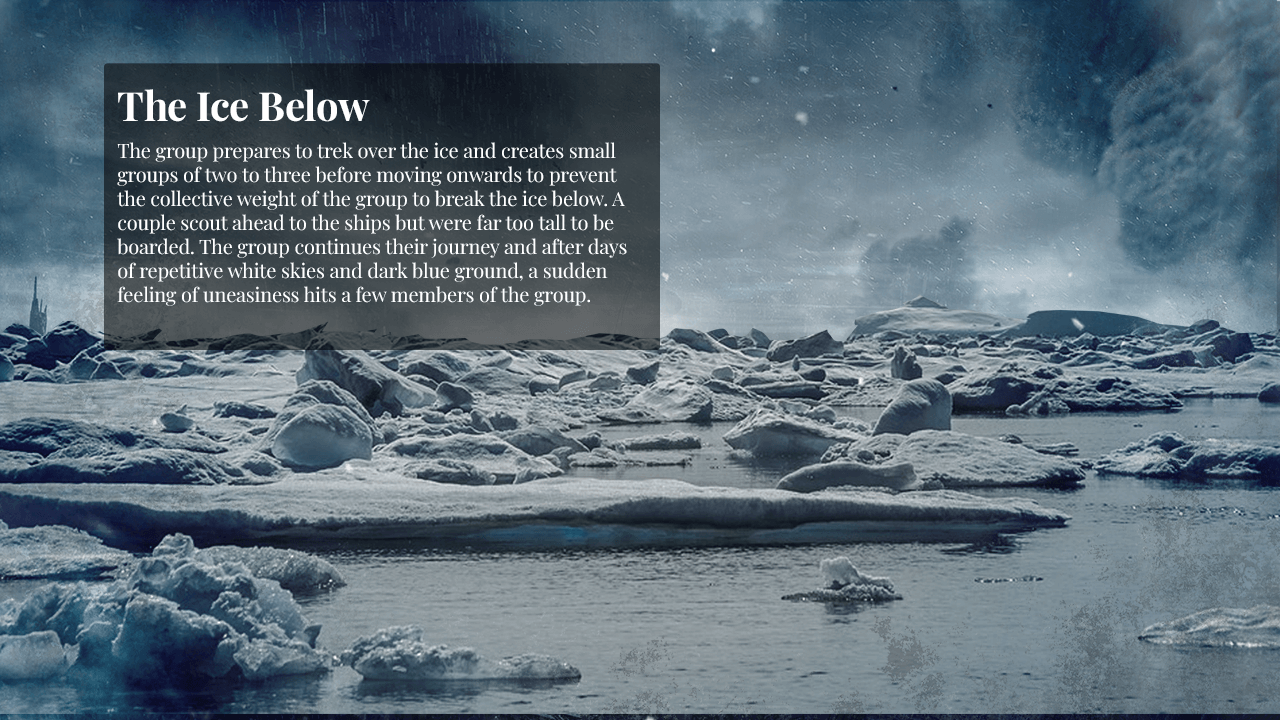 The Ice Below
The group prepares to trek over the ice and creates small
groups of two to three before moving onwards to prevent
the collective weight of the group to break the ice below. A
couple scout ahead to the ships but were far too tall to be
boarded. The group continues their journey and after days
of repetitive white skies and dark blue ground, a sudden
feeling of uneasiness hits a few members of the group.